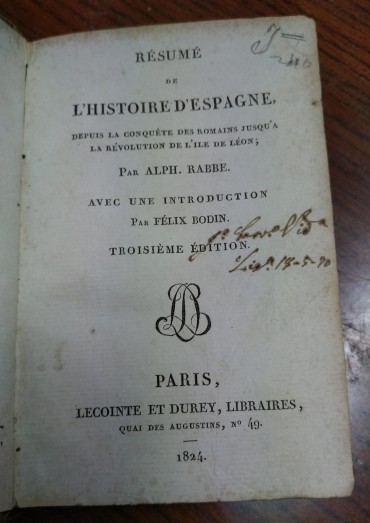 RÉSUMÉ
DE
L'HISTOIRE D'ESPAGNE,
DEPUIS LA CONQUÊTE DES ROMAINS JUSQU'A
LA RÉVOLUTION DE L'ILE DE LÉON;
PAR ALPH. RABBE.
AVEC UNE INTRODUCTION
PAR FÉLIX BODIN.
TROISIÈME ÉDITION.
PARIS,
LECOINTE ET DUREY, LIBRAIRES,
QUAI DES AUGUSTINS, Nº 49.
1824.